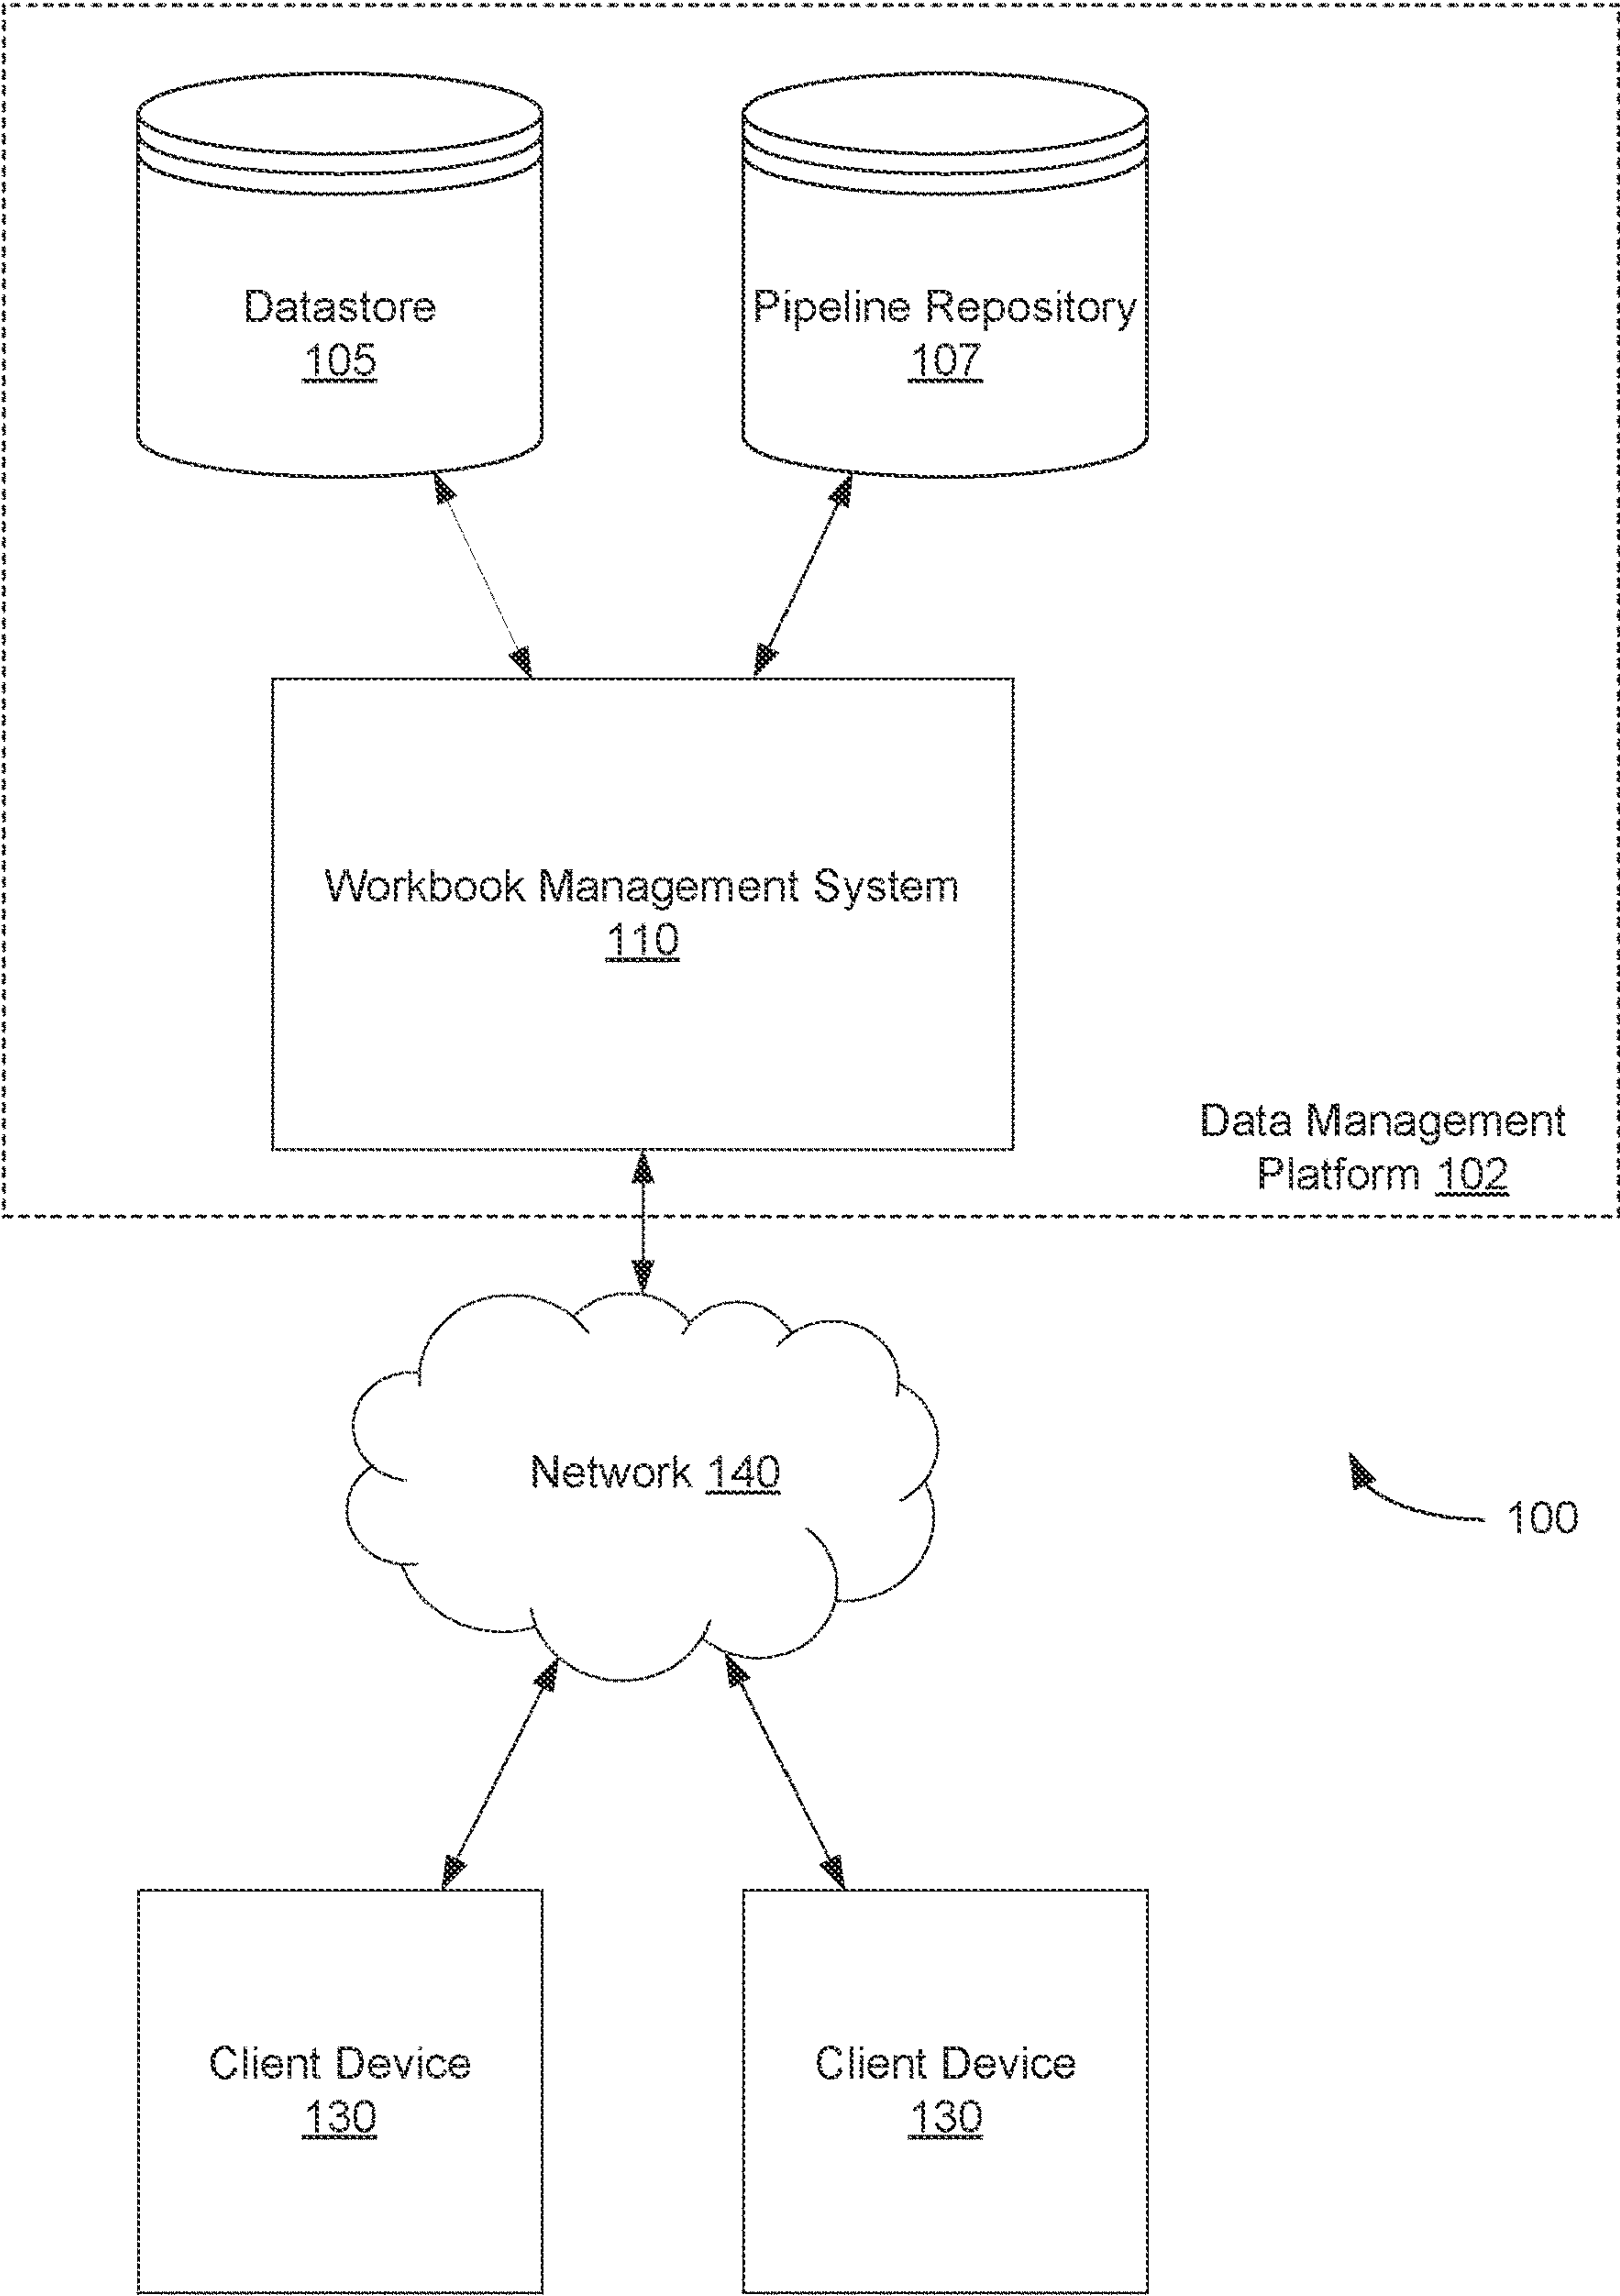 Datastore
105
Pipeline Repository
107
Workbook Management System
110
Data Management
Platform 102
Network 140
100
Client Device
130
Client Device
130